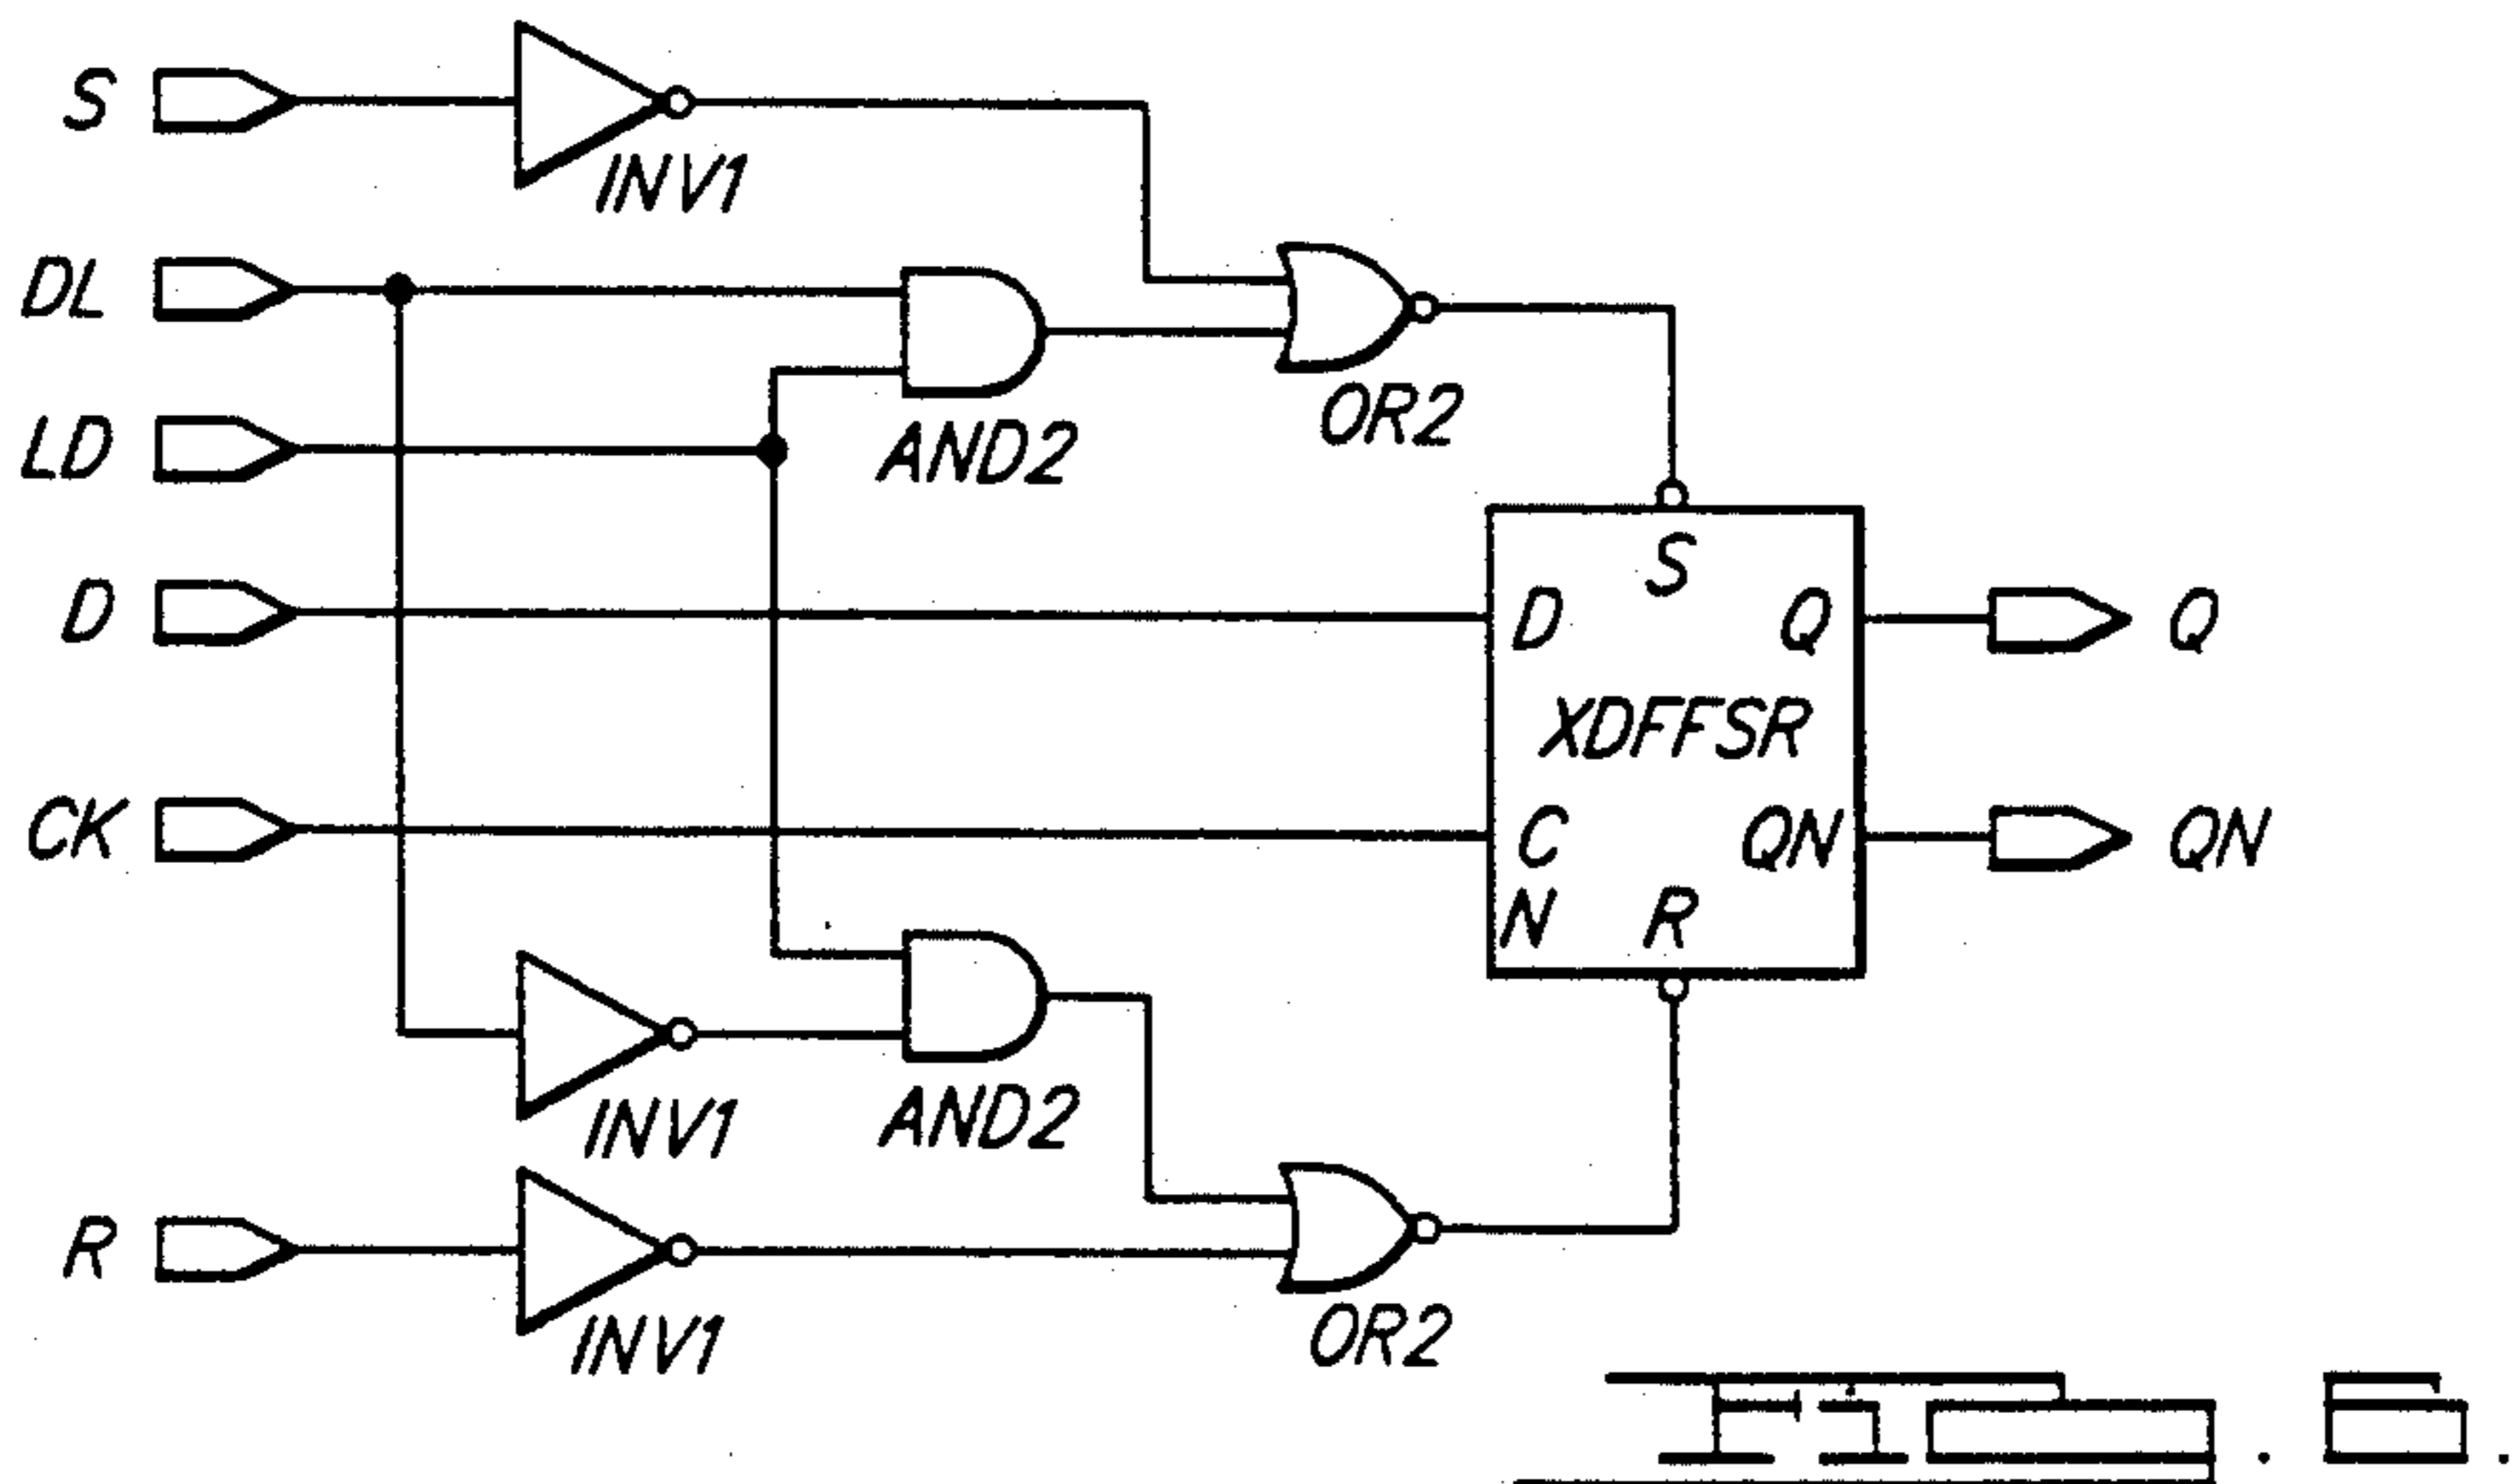 S
INV1
DL
LD
AND2
OR2
S
D
D
Q
Q
XDFFSR
CK
C
QN
QN
N
R
INV1
AND2
R
INV1
OR2